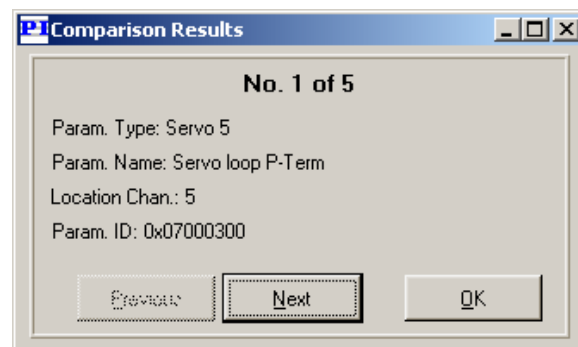 PI Comparison Results
No. 1 of 5
Param. Type: Servo 5
Param. Name: Servo loop P-Term
Location Chan.: 5
Param. ID: 0x07000300
Previous Next OK